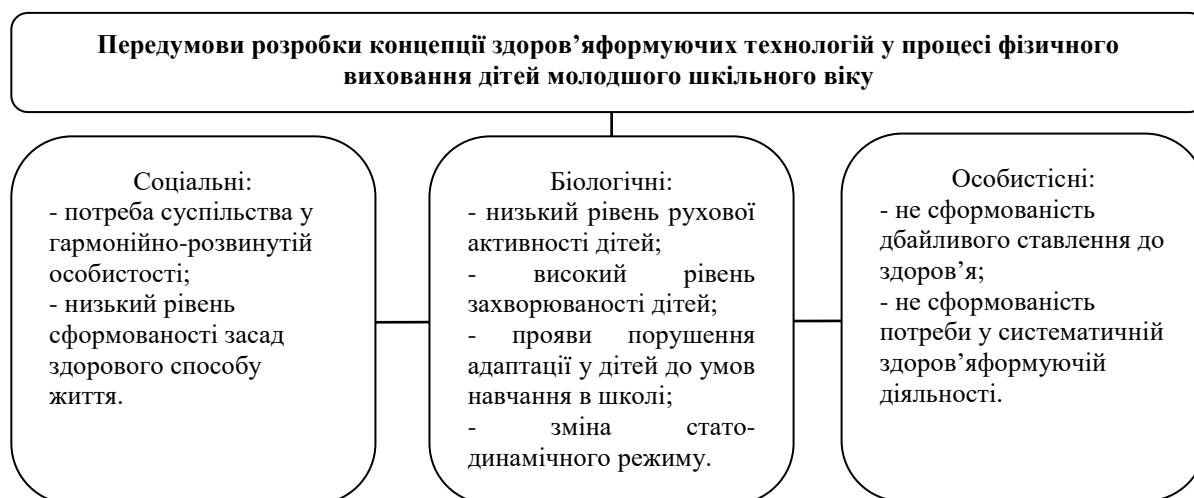 Передумови розробки концепції здоров’яформуючих технологій у процесі фізичного
виховання дітей молодшого шкільного віку
Соціальні:
- потреба суспільства у
гармонійно-розвинутій
особистості;
- низький рівень
сформованості засад
здорового способу
життя.
Біологічні:
- низький рівень рухової
активності дітей;
- високий рівень
захворюваності дітей;
- прояви порушення
адаптації у дітей до умов
навчання в школі;
- зміна стато-
динамічного режиму.
Особистісні:
- не сформованість
дбайливого ставлення до
здоров’я;
- не сформованість
потреби у систематичній
здоров’яформуючій
діяльності.